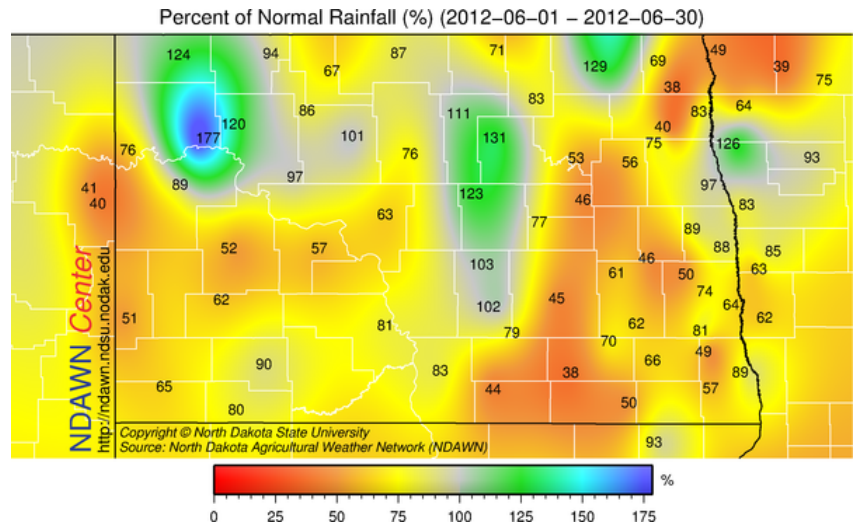 Percent of Normal Rainfall (%) (2012-06-01 - 2012-06-30)
124 94 87 71 129 69 49
67 38 39 75
86 111 83 83 64
177 120 101 131 40
76 76 53 75 56 126 93
89 97 123 46 97
41
40 63 77 89 83
52 57 103 46 88 85
62 102 45 61 50 74 63
51 81 79 62 81 64 62
90 83 70 66 49 89
65 44 38 57
80 50
93
NDAWN Center
http://ndawn.ndsu.nodak.edu
Copyright © North Dakota State University
Source: North Dakota Agricultural Weather Network (NDAWN)
%
0 25 50 75 100 125 150 175